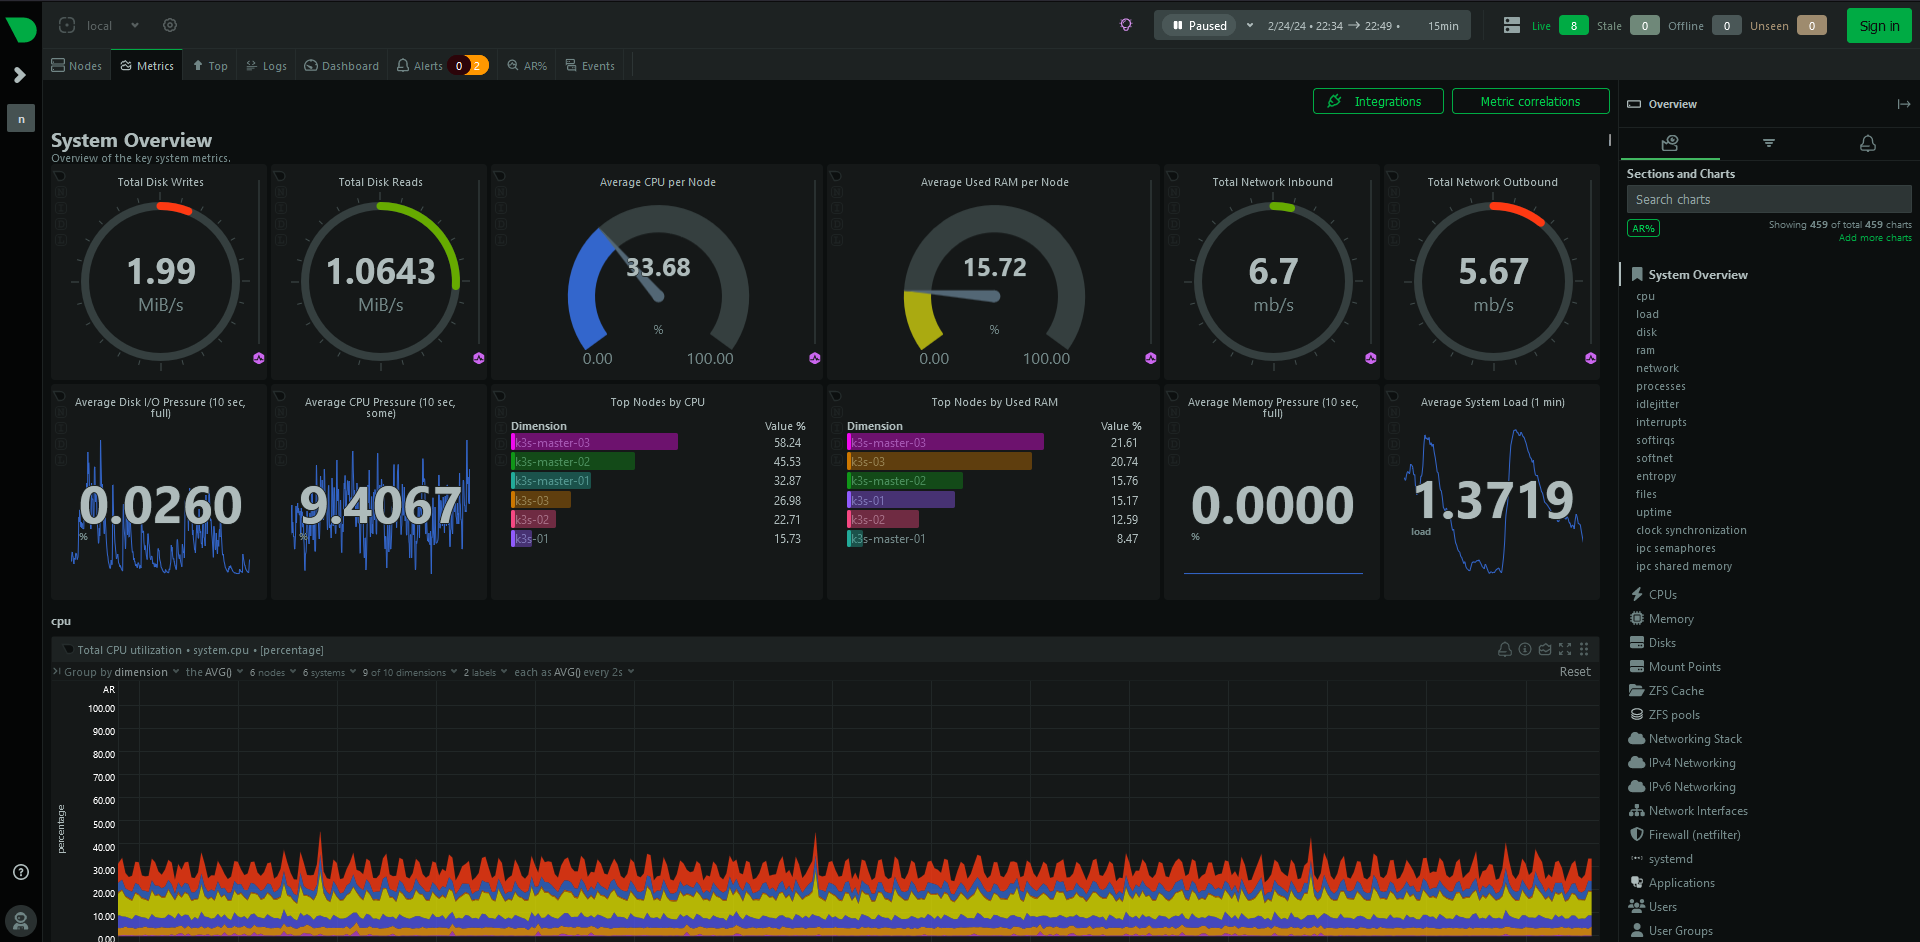 local
Paused
2/24/24 • 22:34 → 22:49 •
15min
Live 8 Stale 0 Offline 0 Unseen 0
Sign in
Nodes
Metrics
Top
Logs
Dashboard
Alerts 0 2
AR%
Events
n
Integrations
Metric correlations
System Overview
Overview of the key system metrics.
Total Disk Writes
1.99
MiB/s
Total Disk Reads
1.0643
MiB/s
Average CPU per Node
33.68
%
0.00 100.00
Average Used RAM per Node
15.72
%
0.00 100.00
Total Network Inbound
6.7
mb/s
Total Network Outbound
5.67
mb/s
Average Disk I/O Pressure (10 sec,
full)
0.0260
%
Average CPU Pressure (10 sec,
some)
9.4067
%
Top Nodes by CPU
Dimension Value %
k3s-master-03 58.24
k3s-master-02 45.53
k3s-master-01 32.87
k3s-03 26.98
k3s-02 22.71
k3s-01 15.73
Top Nodes by Used RAM
Dimension Value %
k3s-master-03 21.61
k3s-03 20.74
k3s-master-02 15.76
k3s-01 15.17
k3s-02 12.59
k3s-master-01 8.47
Average Memory Pressure (10 sec,
full)
0.0000
%
Average System Load (1 min)
1.3719
load
cpu
Total CPU utilization • system.cpu • [percentage]
Group by dimension the AVG() 6 nodes 6 systems 9 of 10 dimensions 2 labels each as AVG() every 2s
Reset
AR
100.00
90.00
80.00
70.00
60.00
50.00
40.00
30.00
20.00
10.00
0.00
percentage
Overview
Sections and Charts
Search charts
AR%
Showing 459 of total 459 charts
Add more charts
System Overview
cpu
load
disk
ram
network
processes
idlejitter
interrupts
softirqs
softnet
entropy
files
uptime
clock synchronization
ipc semaphores
ipc shared memory
CPUs
Memory
Disks
Mount Points
ZFS Cache
ZFS pools
Networking Stack
IPv4 Networking
IPv6 Networking
Network Interfaces
Firewall (netfilter)
systemd
Applications
Users
User Groups